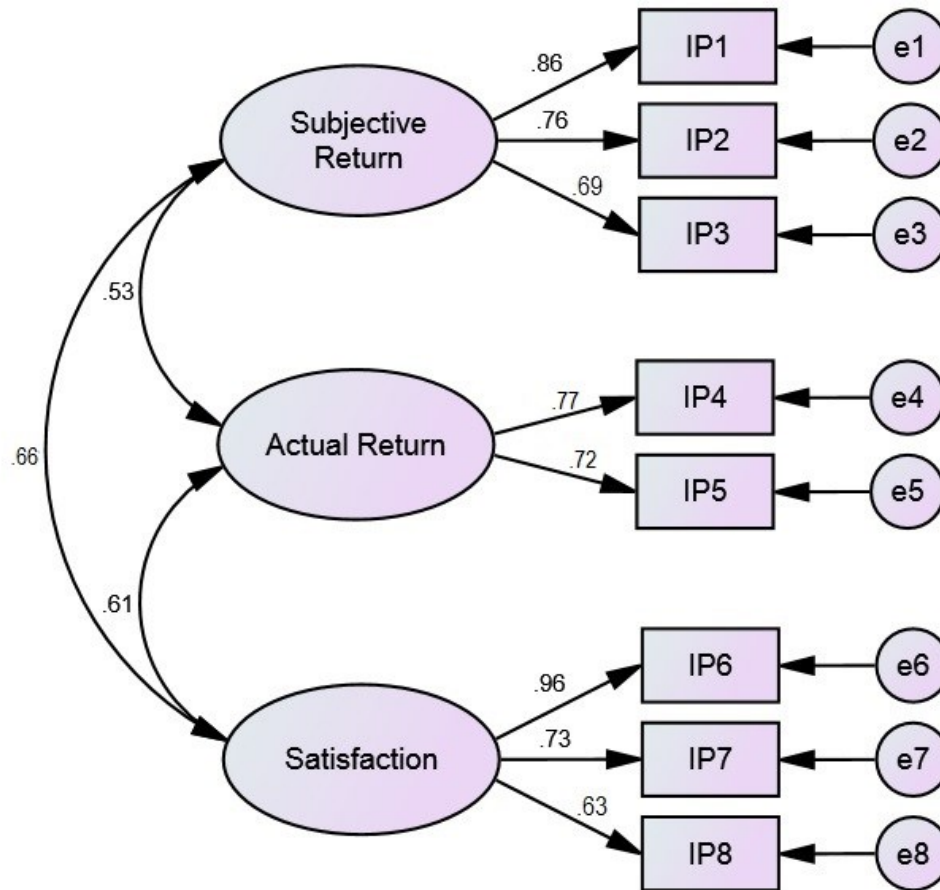 .86
IP1
e1
Subjective
Return
.76
IP2
e2
.69
IP3
e3
.53
.77
IP4
e4
Actual Return
.66
.72
IP5
e5
.61
.96
IP6
e6
Satisfaction
.73
IP7
e7
.63
IP8
e8